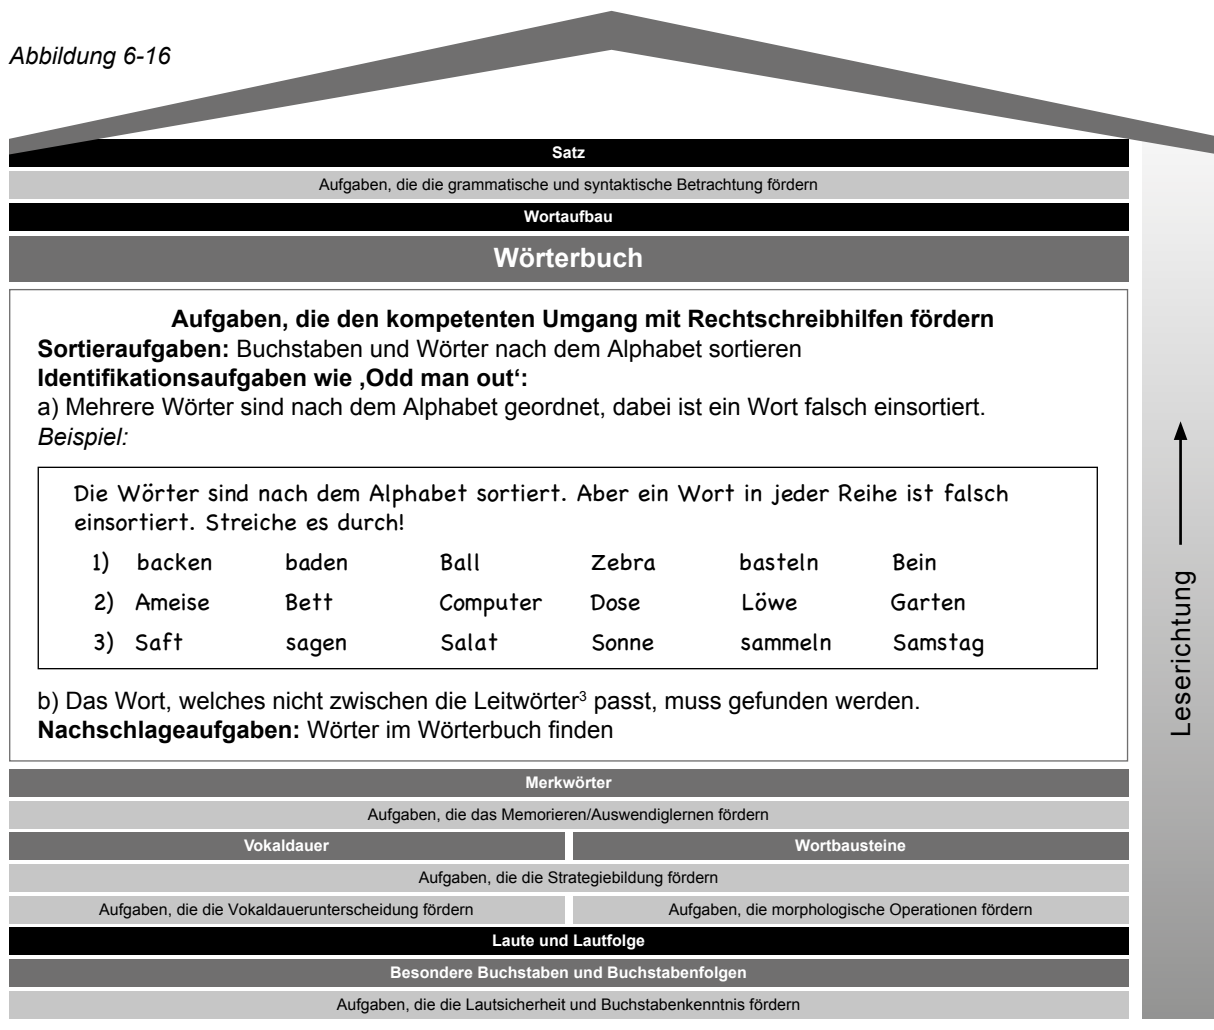 Abbildung 6-16
Satz
Aufgaben, die die grammatische und syntaktische Betrachtung fördern
Wortaufbau
Wörterbuch
Aufgaben, die den kompetenten Umgang mit Rechtschreibhilfen fördern
Sortieraufgaben: Buchstaben und Wörter nach dem Alphabet sortieren
Identifikationsaufgaben wie ‚Odd man out‘:
a) Mehrere Wörter sind nach dem Alphabet geordnet, dabei ist ein Wort falsch einsortiert.
Beispiel:
Die Wörter sind nach dem Alphabet sortiert. Aber ein Wort in jeder Reihe ist falsch
einsortiert. Streiche es durch!
1) backen baden Ball Zebra basteln Bein
2) Ameise Bett Computer Dose Löwe Garten
3) Saft sagen Salat Sonne sammeln Samstag
b) Das Wort, welches nicht zwischen die Leitwörter³ passt, muss gefunden werden.
Nachschlageaufgaben: Wörter im Wörterbuch finden
Merkwörter
Aufgaben, die das Memorieren/Auswendiglernen fördern
Vokaldauer Wortbausteine
Aufgaben, die die Strategiebildung fördern
Aufgaben, die die Vokaldauerunterscheidung fördern Aufgaben, die morphologische Operationen fördern
Laute und Lautfolge
Besondere Buchstaben und Buchstabenfolgen
Aufgaben, die die Lautsicherheit und Buchstabenkenntnis fördern
Leserichtung